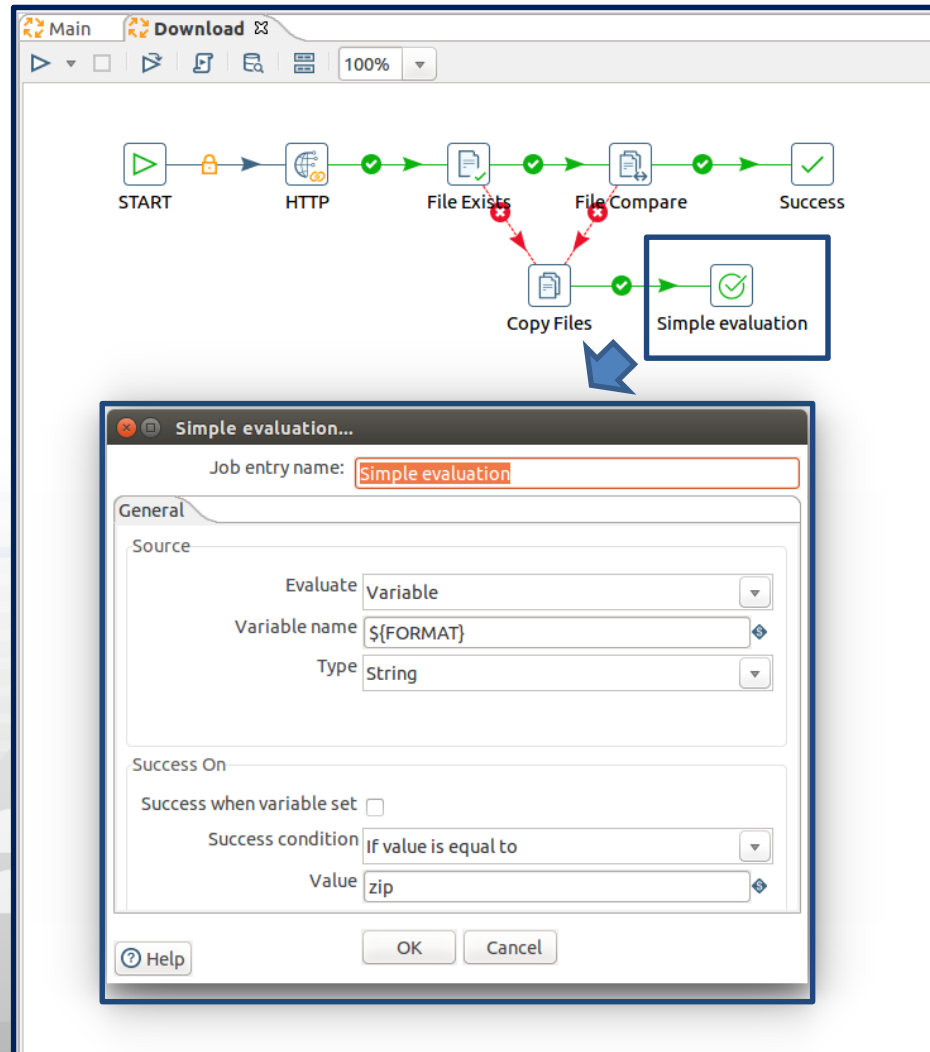 Main
Download
100%
START
HTTP
File Exists
File Compare
Success
Copy Files
Simple evaluation
Simple evaluation...
Job entry name: Simple evaluation
General
Source
Evaluate Variable
Variable name ${FORMAT}
Type String
Success On
Success when variable set
Success condition If value is equal to
Value zip
Help
OK
Cancel